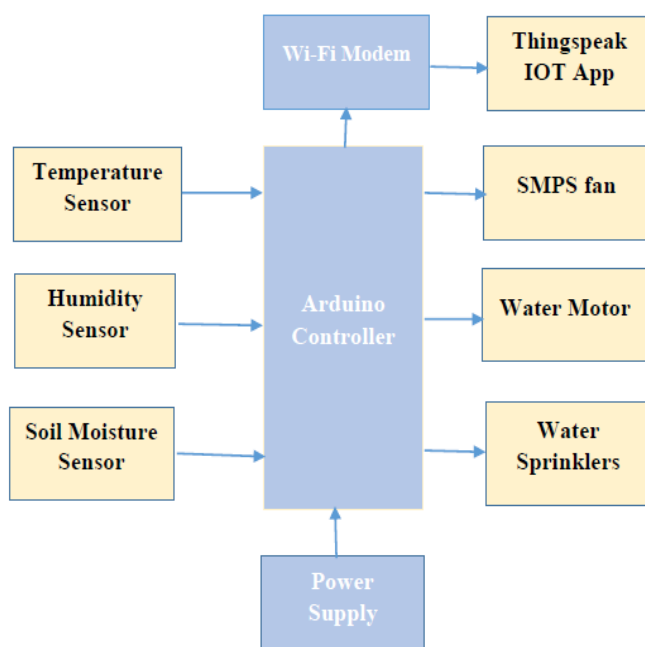 Wi-Fi Modem
Thingspeak
IOT App
Temperature
Sensor
SMPS fan
Humidity
Sensor
Arduino
Controller
Water Motor
Soil Moisture
Sensor
Water
Sprinklers
Power
Supply